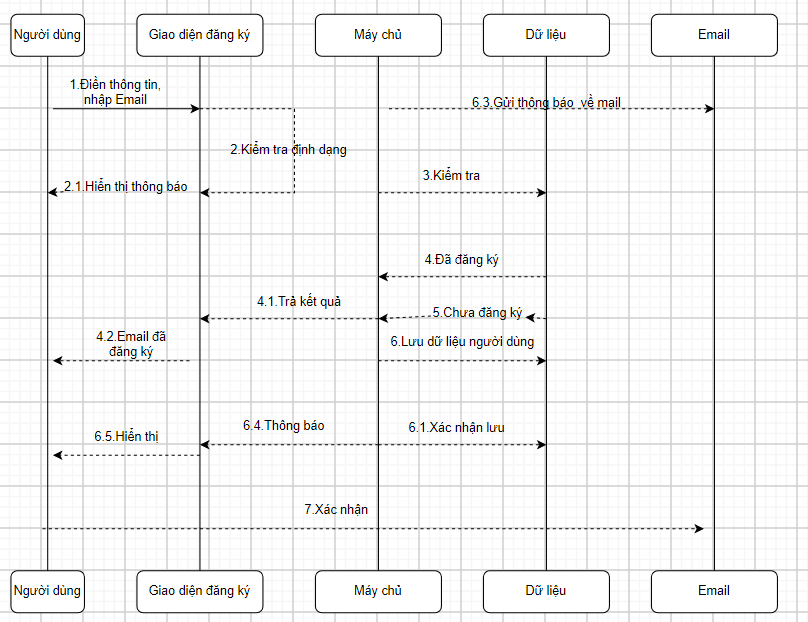 Người dùng
Giao diện đăng ký
Máy chủ
Dữ liệu
Email
1.Điền thông tin,
nhập Email
6.3.Gửi thông báo về mail
2.Kiểm tra định dạng
3.Kiểm tra
2.1.Hiển thị thông báo
4.Đã đăng ký
4.1.Trả kết quả
5.Chưa đăng ký
4.2.Email đã
đăng ký
6.Lưu dữ liệu người dùng
6.4.Thông báo
6.1.Xác nhận lưu
6.5.Hiển thị
7.Xác nhận
Người dùng
Giao diện đăng ký
Máy chủ
Dữ liệu
Email